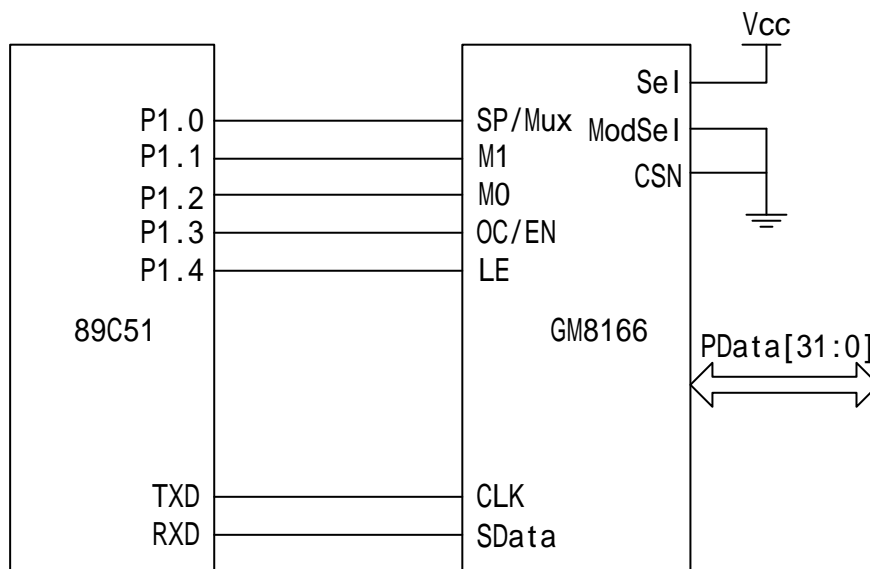 Vcc
Sel
P1.0 SP/Mux
ModSel
P1.1 M1
CSN
P1.2 M0
P1.3 OC/EN
P1.4 LE
89C51 GM8166
PData[31:0]
TXD CLK
RXD SData